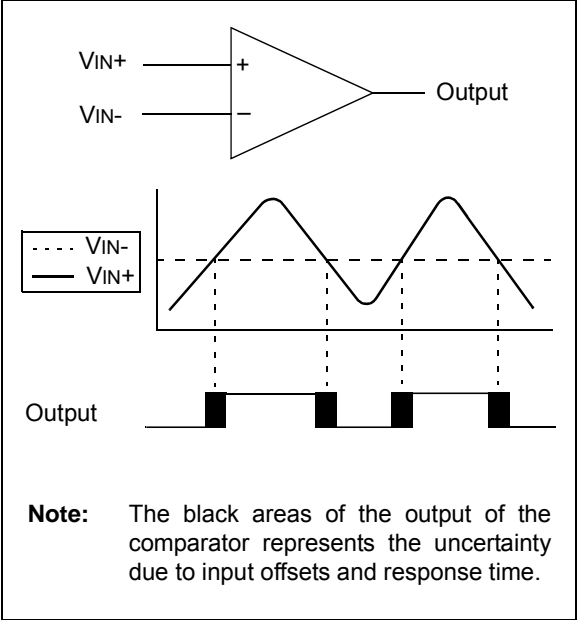 VIN+
+
Output
VIN-
–
VIN-
VIN+
Output
Note: The black areas of the output of the
comparator represents the uncertainty
due to input offsets and response time.